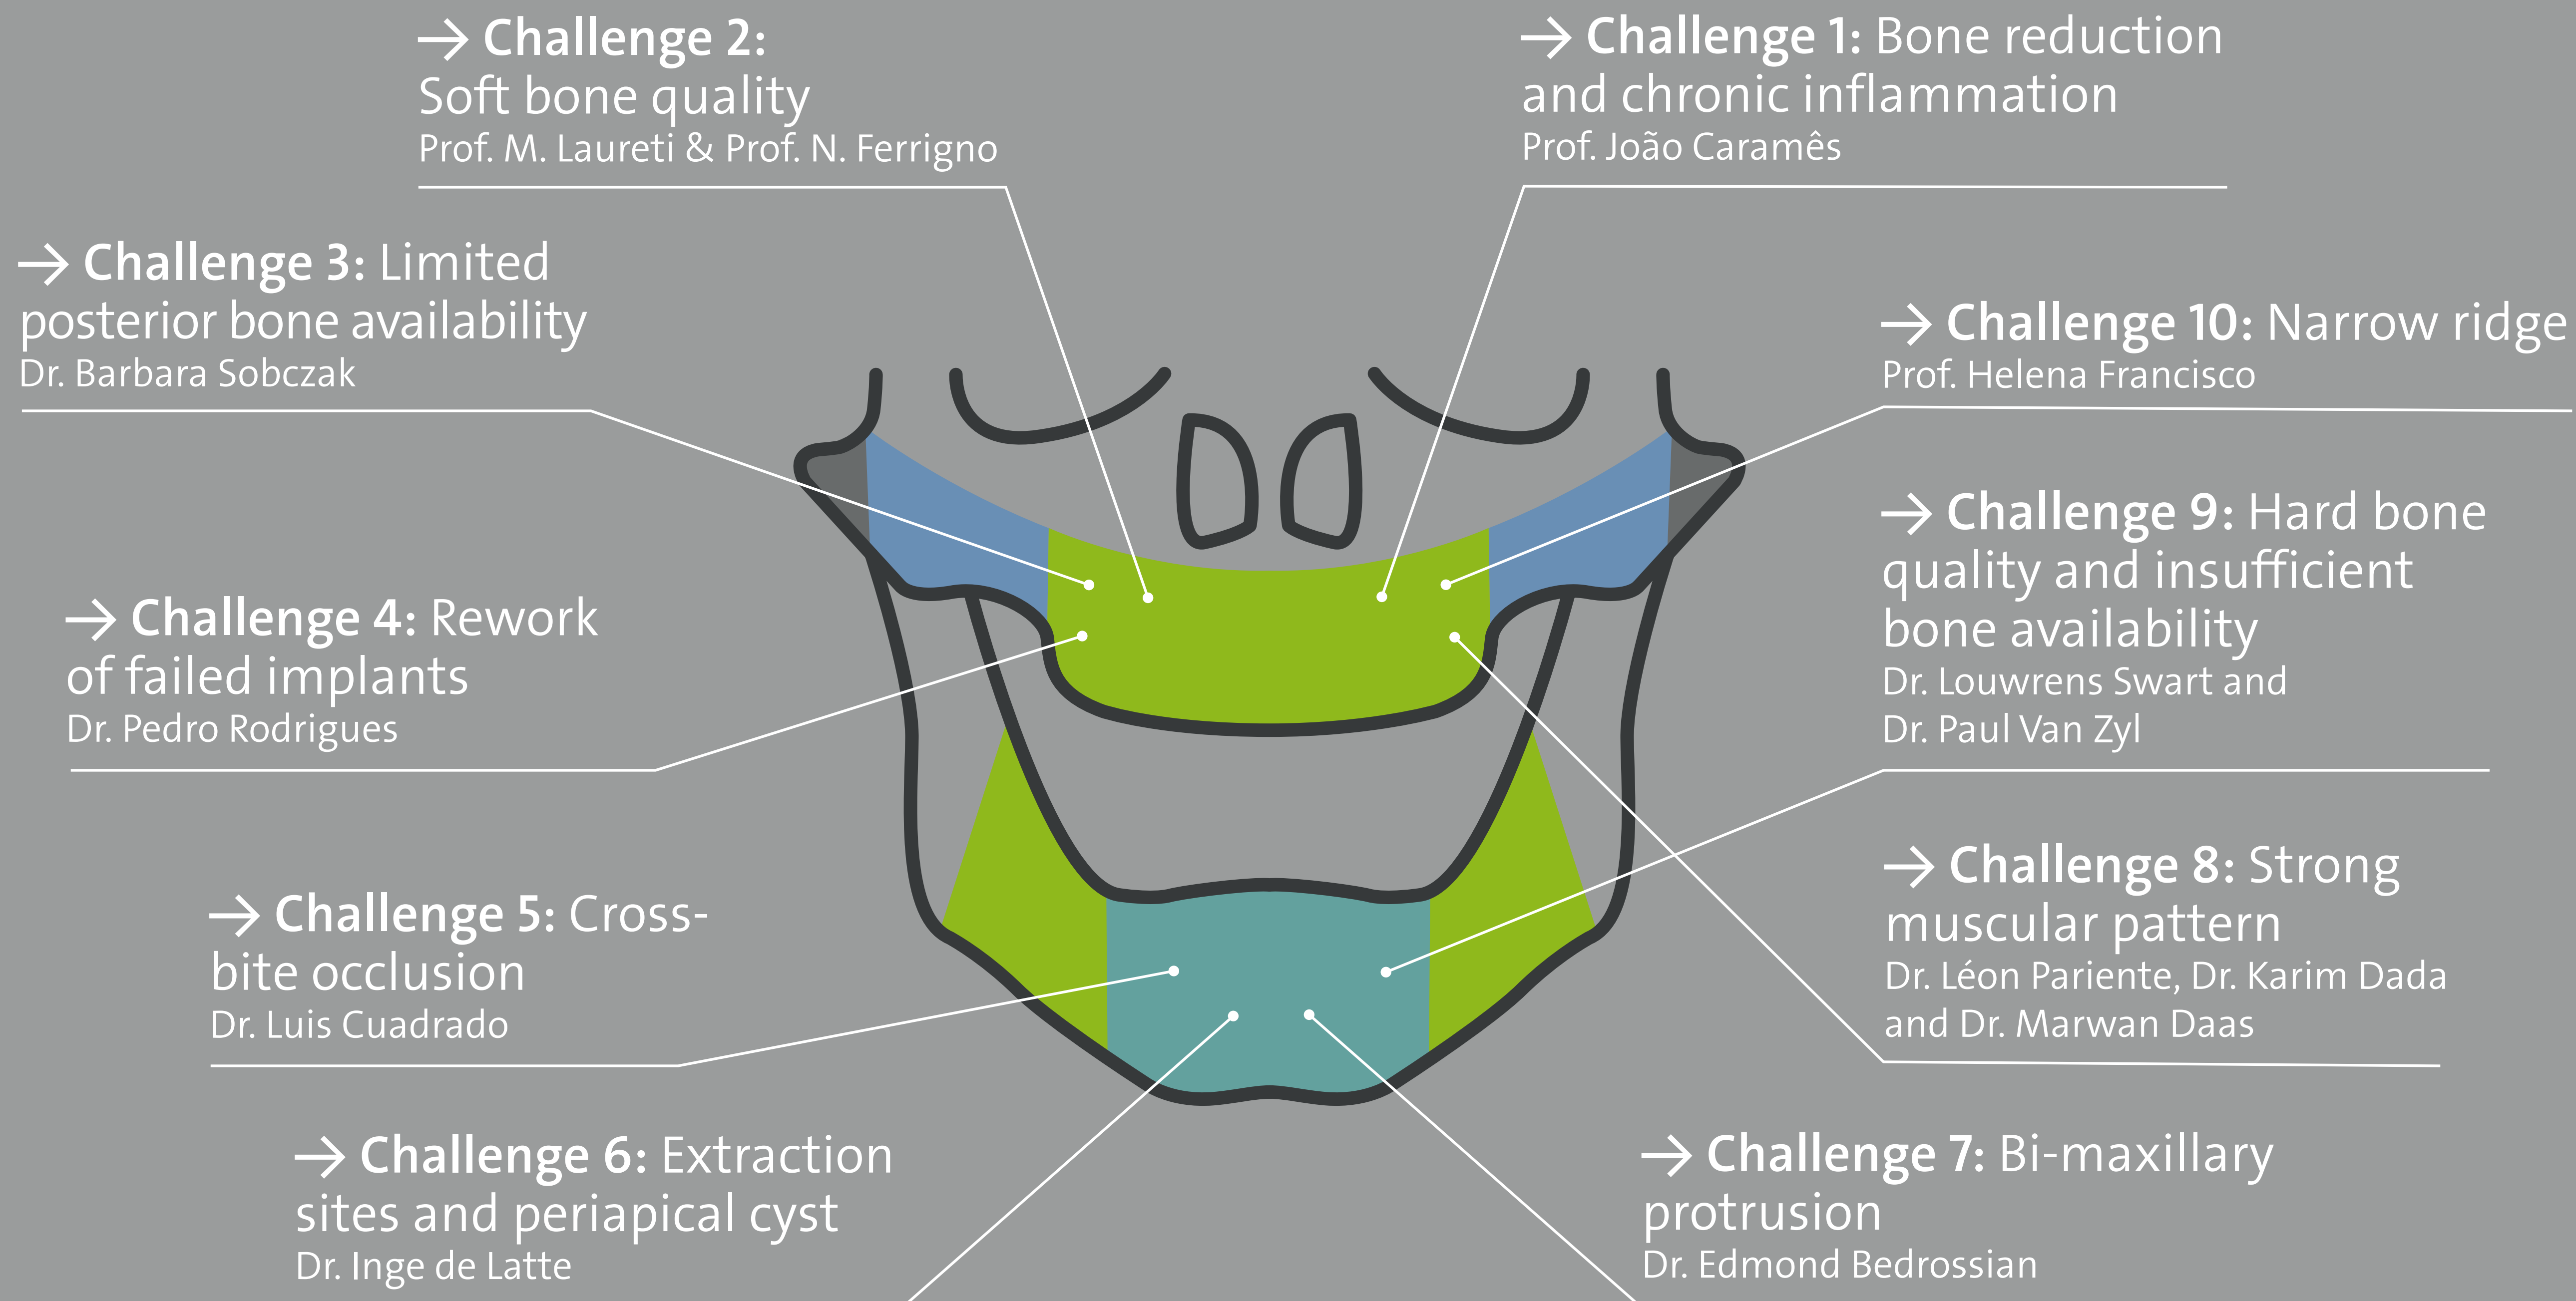 → Challenge 2:
Soft bone quality
Prof. M. Laureti & Prof. N. Ferrigno
→ Challenge 1: Bone reduction
and chronic inflammation
Prof. João Caramês
→ Challenge 3: Limited
posterior bone availability
Dr. Barbara Sobczak
→ Challenge 10: Narrow ridge
Prof. Helena Francisco
→ Challenge 4: Rework
of failed implants
Dr. Pedro Rodrigues
→ Challenge 9: Hard bone
quality and insufficient
bone availability
Dr. Louwrens Swart and
Dr. Paul Van Zyl
→ Challenge 5: Cross-
bite occlusion
Dr. Luis Cuadrado
→ Challenge 8: Strong
muscular pattern
Dr. Léon Pariente, Dr. Karim Dada
and Dr. Marwan Daas
→ Challenge 6: Extraction
sites and periapical cyst
Dr. Inge de Latte
→ Challenge 7: Bi-maxillary
protrusion
Dr. Edmond Bedrossian